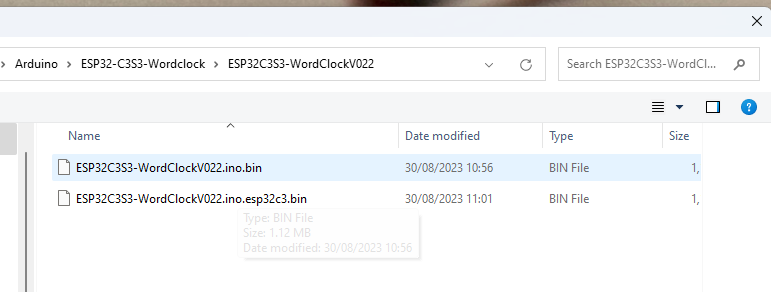 Arduino > ESP32-C3S3-Wordclock > ESP32C3S3-WordClockV022
Search ESP32C3S3-WordCl...
Name Date modified Type Size
ESP32C3S3-WordClockV022.ino.bin 30/08/2023 10:56 BIN File 1,
ESP32C3S3-WordClockV022.ino.esp32c3.bin 30/08/2023 11:01 BIN File 1,
Type: BIN File
Size: 1.12 MB
Date modified: 30/08/2023 10:56